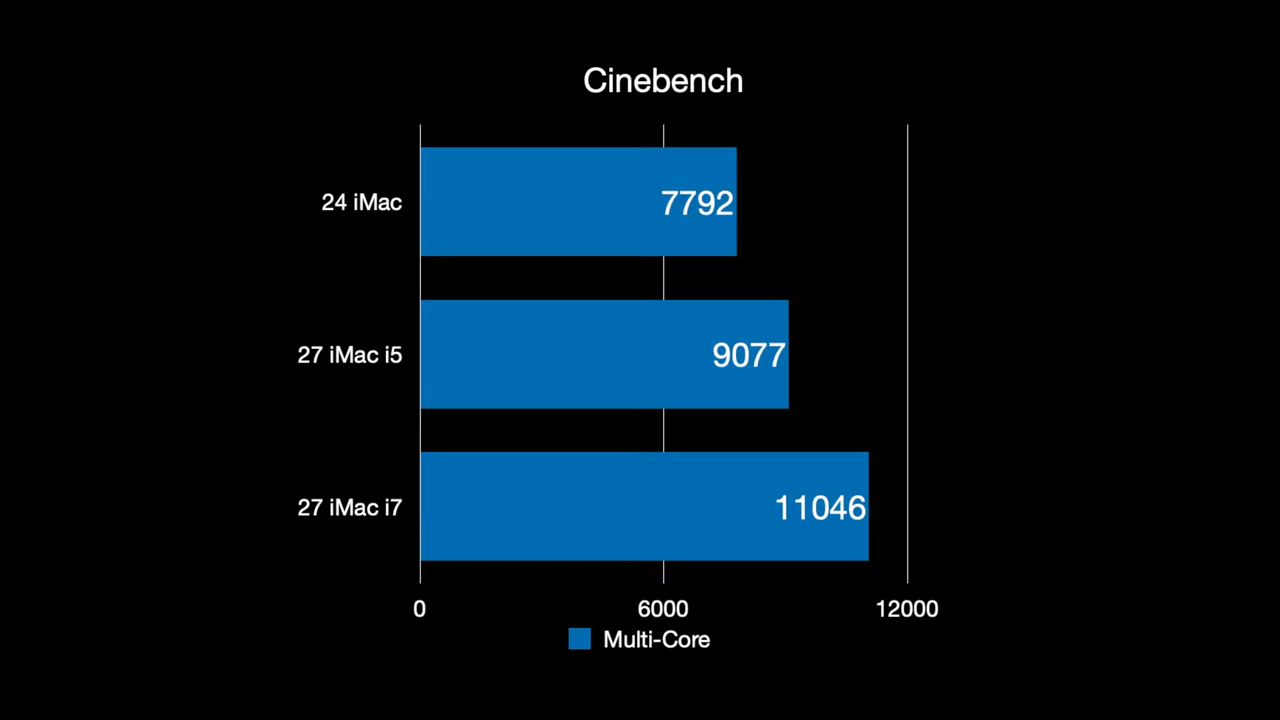 Cinebench
24 iMac
7792
27 iMac i5
9077
27 iMac i7
11046
0 6000 12000
Multi-Core